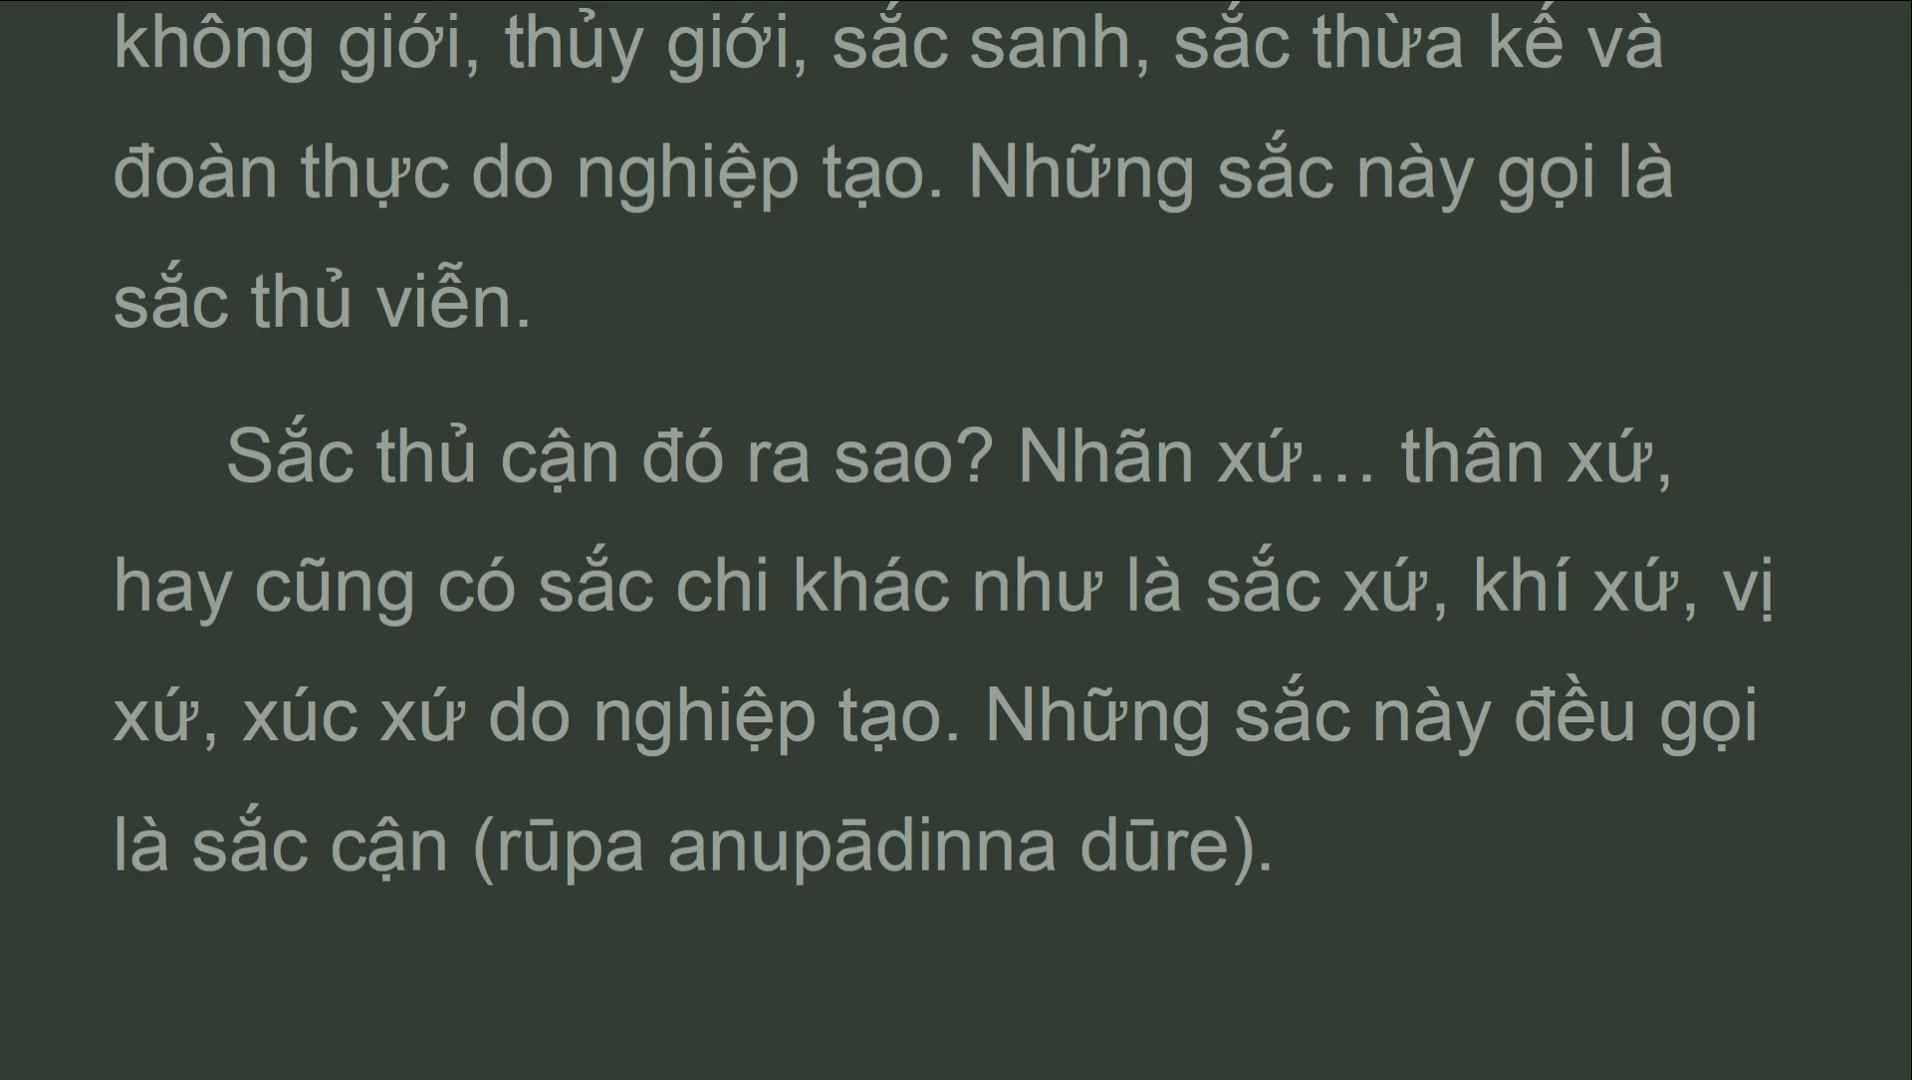 không giới, thủy giới, sắc sanh, sắc thừa kế và
đoàn thực do nghiệp tạo. Những sắc này gọi là
sắc thủ viễn.
Sắc thủ cận đó ra sao? Nhãn xứ… thân xứ,
hay cũng có sắc chi khác như là sắc xứ, khí xứ, vị
xứ, xúc xứ do nghiệp tạo. Những sắc này đều gọi
là sắc cận (rūpa anupādinna dūre).